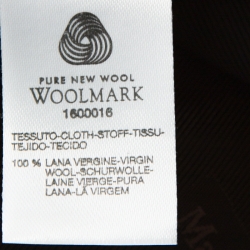 PURE NEW WOOL
WOOLMARK
1600016
TESSUTO-CLOTH-STOFF-TISSU-
TEJIDO-TECIDO
100 % LANA VERGINE-VIRGIN
WOOL-SCHURWOLLE-
LAINE VIERGE-PURA
LANA-LÃ VIRGEM